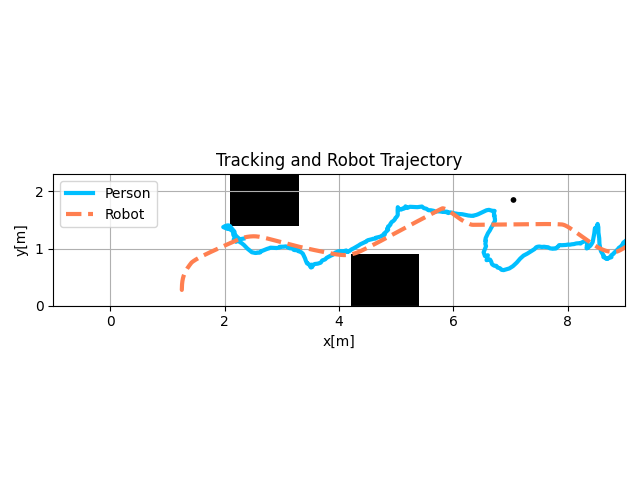 Tracking and Robot Trajectory
Person
Robot
y[m]
2
1
0
0 2 4 6 8
x[m]